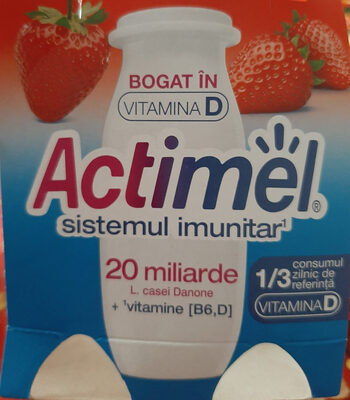 BOGAT ÎN
VITAMINA D
Actimel®
sistemul imunitar¹
20 miliarde
L. casei Danone
+ ¹vitamine [B6,D]
1/3 consumul
zilnic de
referință
VITAMINA D